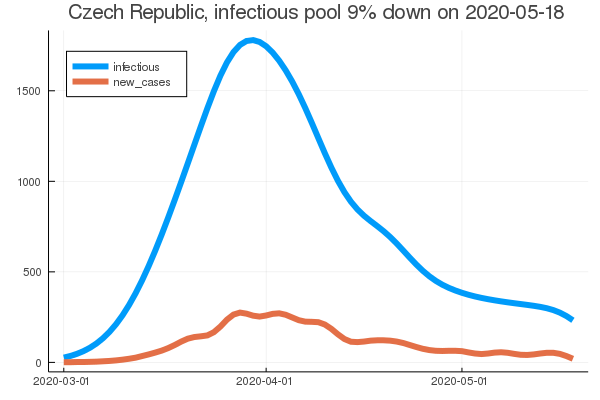 Czech Republic, infectious pool 9% down on 2020-05-18
infectious
new_cases
1500
1000
500
0
2020-03-01 2020-04-01 2020-05-01